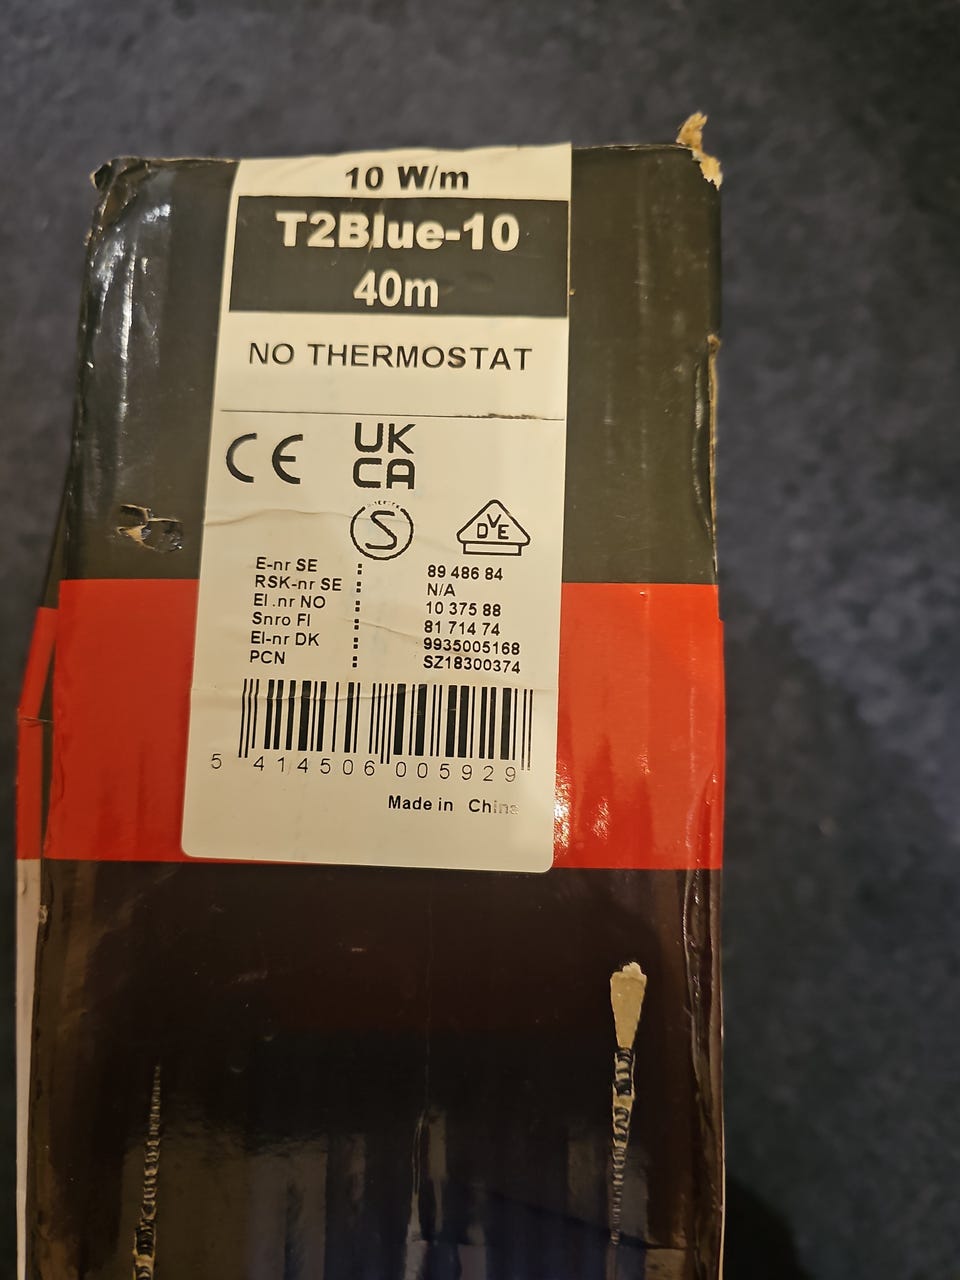 10 W/m
T2Blue-10
40m
NO THERMOSTAT
CE UK CA
INTERTEK
S
DVE
E-nr SE : 89 486 84
RSK-nr SE : N/A
El .nr NO : 10 375 88
Snro FI : 81 714 74
El-nr DK : 9935005168
PCN : SZ18300374
5 414506 005929
Made in China